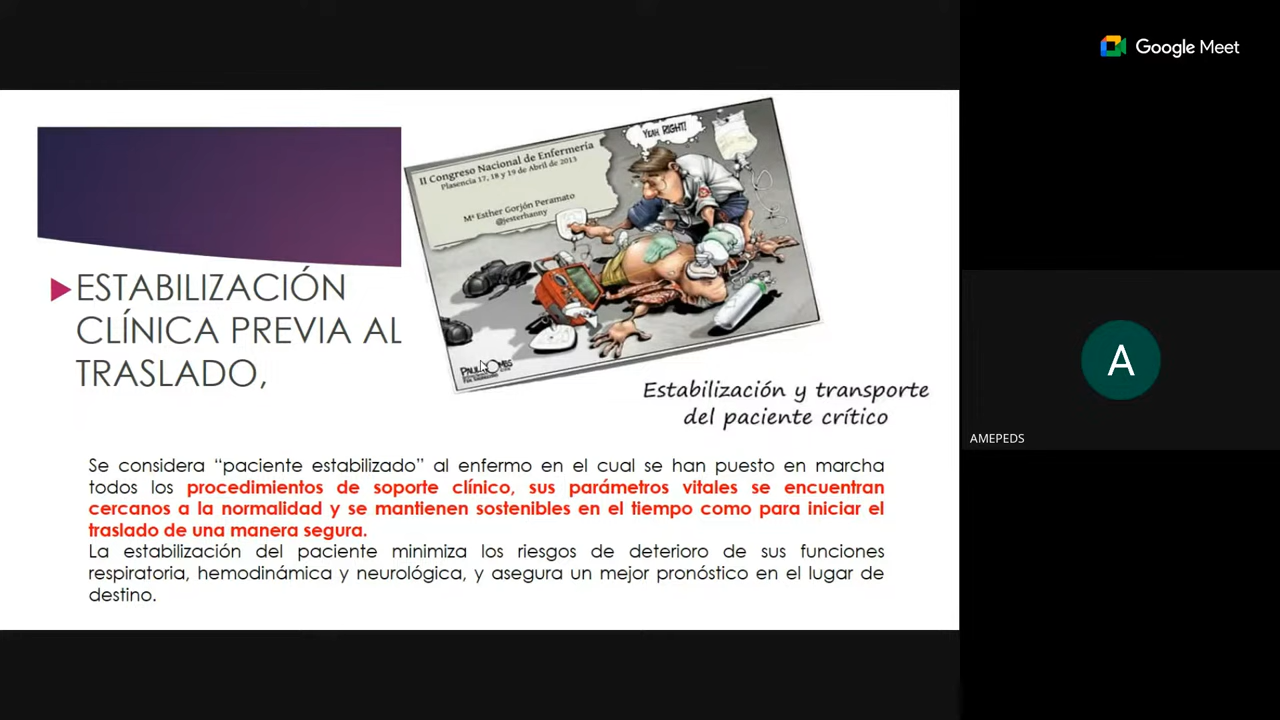 Google Meet
YEAH RIGHT!
II Congreso Nacional de Enfermería
Plasencia 17, 18 y 19 de Abril de 2013
Mª Esther Gorjón Peramato
@jesterhanny
ESTABILIZACIÓN
CLÍNICA PREVIA AL
TRASLADO,
Estabilización y transporte
del paciente crítico
Se considera “paciente estabilizado” al enfermo en el cual se han puesto en marcha
todos los procedimientos de soporte clínico, sus parámetros vitales se encuentran
cercanos a la normalidad y se mantienen sostenibles en el tiempo como para iniciar el
traslado de una manera segura.
La estabilización del paciente minimiza los riesgos de deterioro de sus funciones
respiratoria, hemodinámica y neurológica, y asegura un mejor pronóstico en el lugar de
destino.
A
AMEPEDS